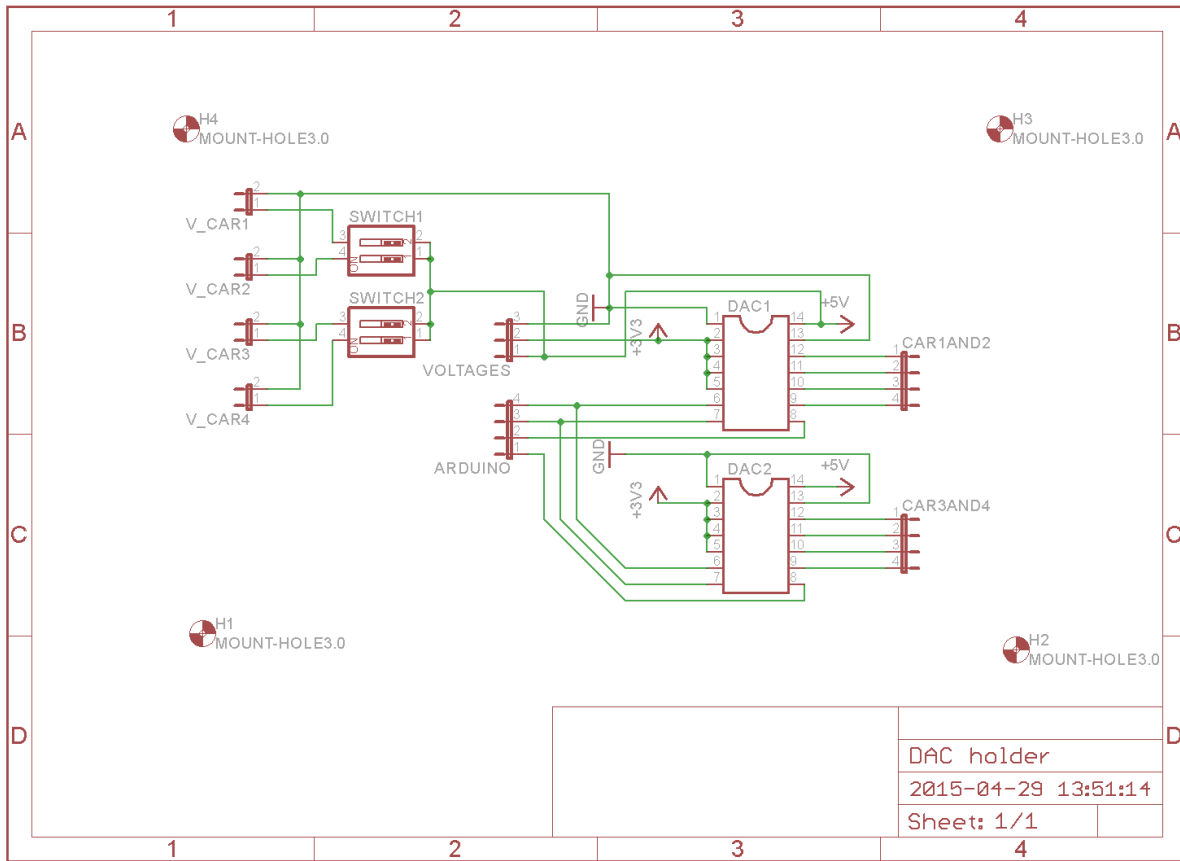 1 2 3 4
A A
H4
MOUNT-HOLE3.0
H3
MOUNT-HOLE3.0
2
1
V_CAR1
SWITCH1
3 2
4 1
ON
1 2
2
1
V_CAR2
B B
SWITCH2
3 2
4 1
ON
1 2
2
1
V_CAR3
2
1
V_CAR4
3
2
1
VOLTAGES
GND
+3V3
DAC1
+5V
1 14
2 13
3 12
4 11
5 10
6 9
7 8
CAR1AND2
1
2
3
4
4
3
2
1
ARDUINO
GND
+3V3
DAC2
+5V
1 14
2 13
3 12
4 11
5 10
6 9
7 8
CAR3AND4
1
2
3
4
C C
H1
MOUNT-HOLE3.0
H2
MOUNT-HOLE3.0
D D
DAC holder
2015-04-29 13:51:14
Sheet: 1/1
1 2 3 4